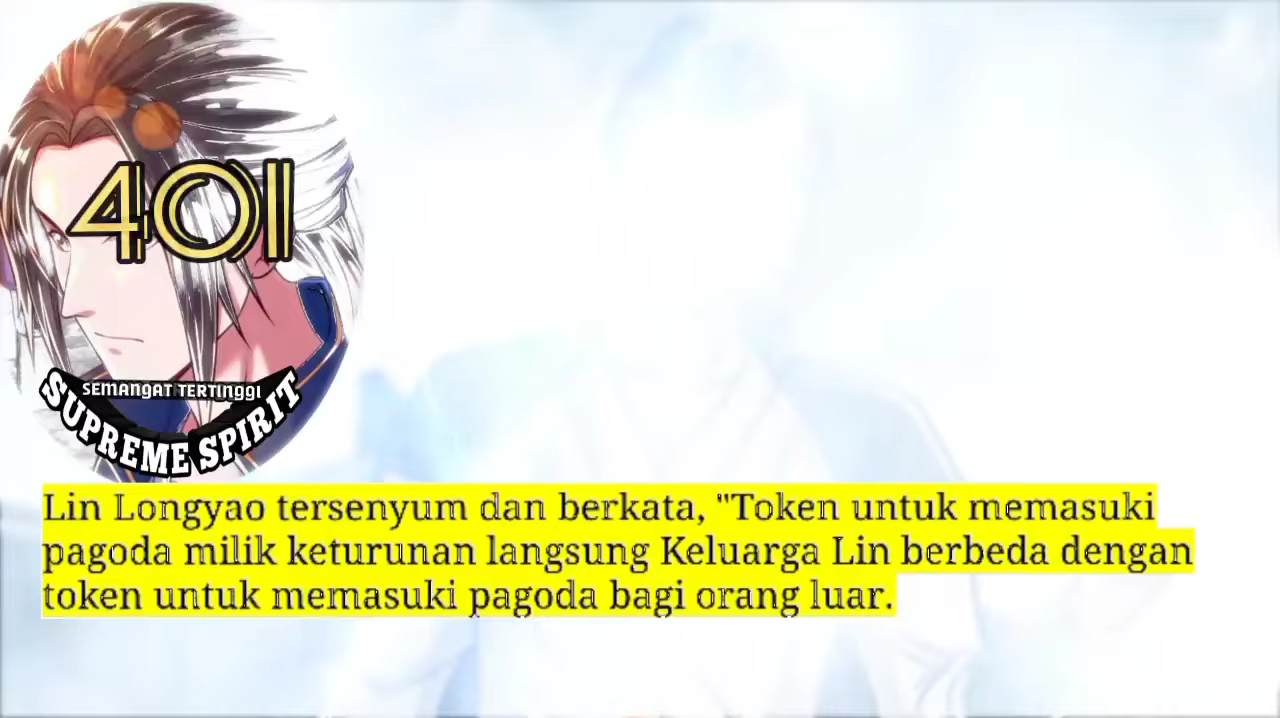 401
SEMANGAT TERTINGGI
SUPREME SPIRIT
Lin Longyao tersenyum dan berkata, "Token untuk memasuki
pagoda milik keturunan langsung Keluarga Lin berbeda dengan
token untuk memasuki pagoda bagi orang luar.